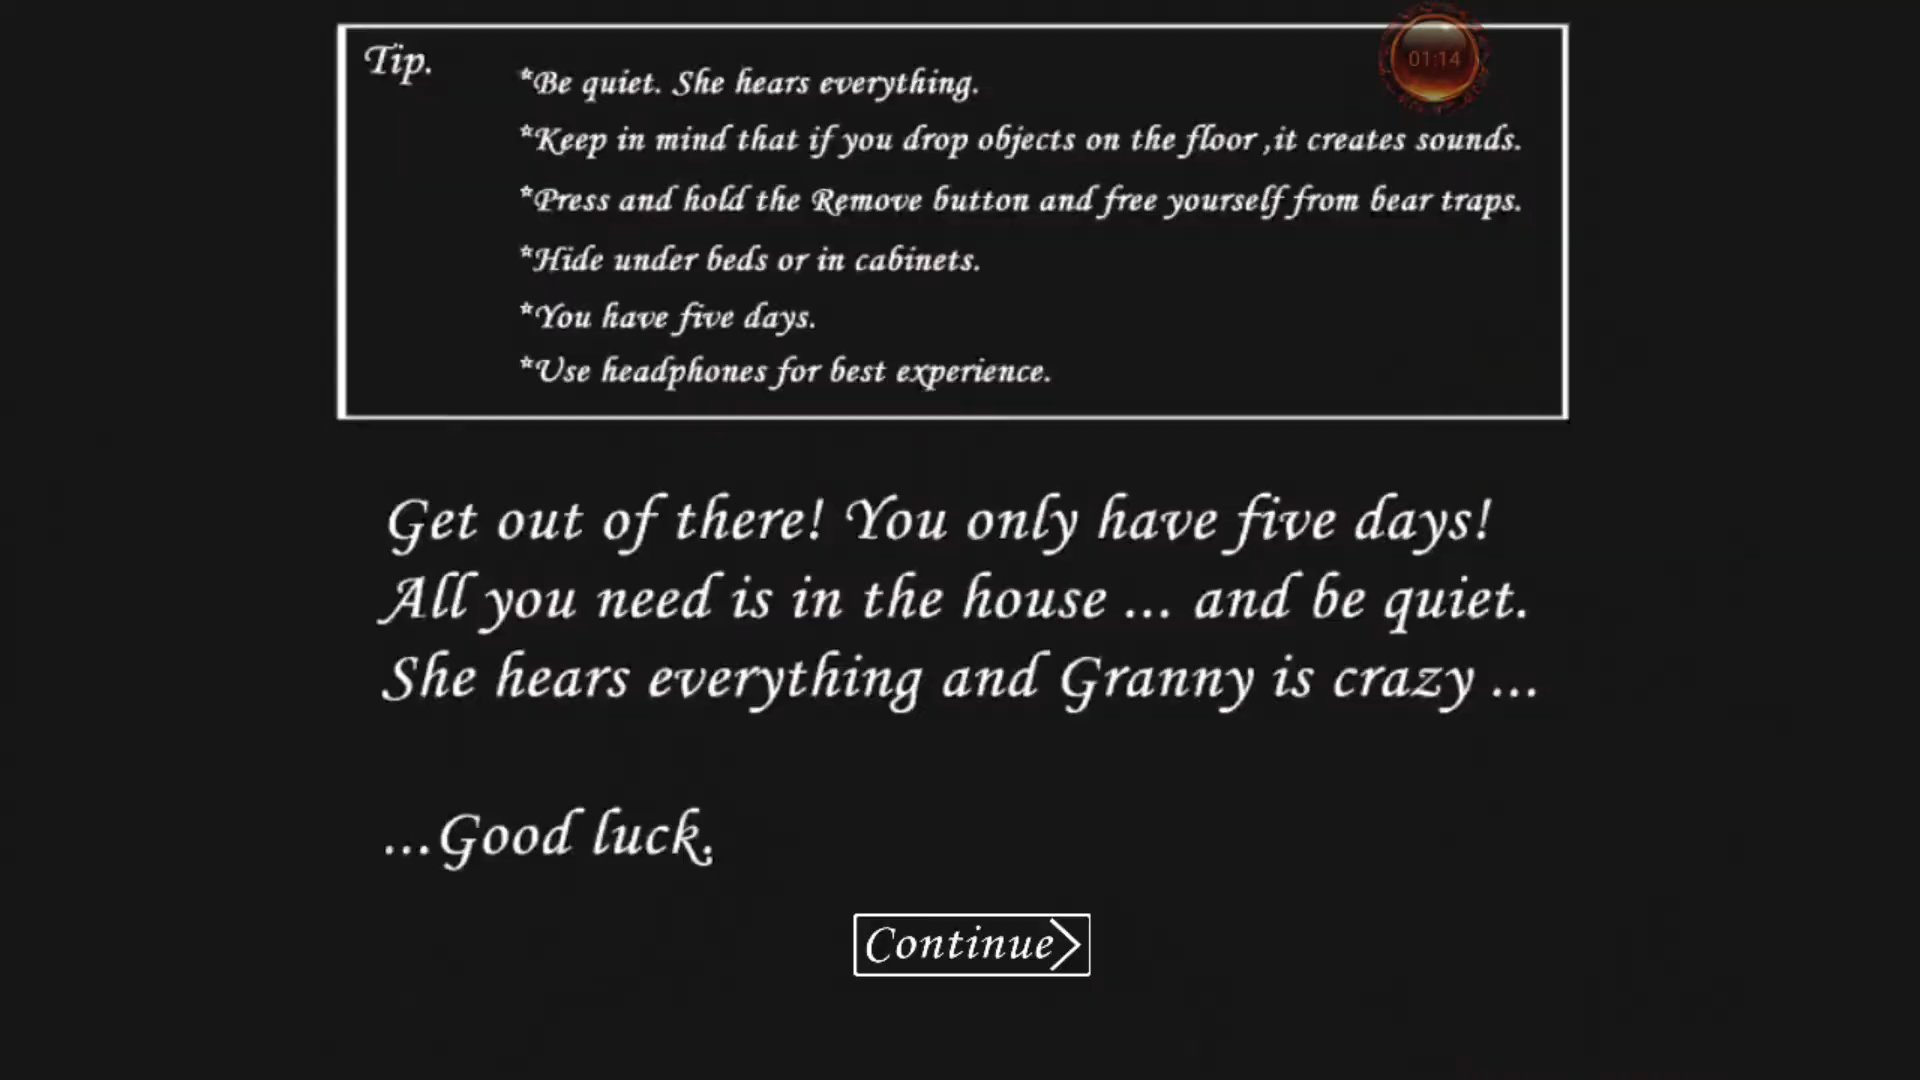 Tip.
*Be quiet. She hears everything.
01:14
*Keep in mind that if you drop objects on the floor ,it creates sounds.
*Press and hold the Remove button and free yourself from bear traps.
*Hide under beds or in cabinets.
*You have five days.
*Use headphones for best experience.
Get out of there! You only have five days!
All you need is in the house ... and be quiet.
She hears everything and Granny is crazy ...
...Good luck.
Continue>